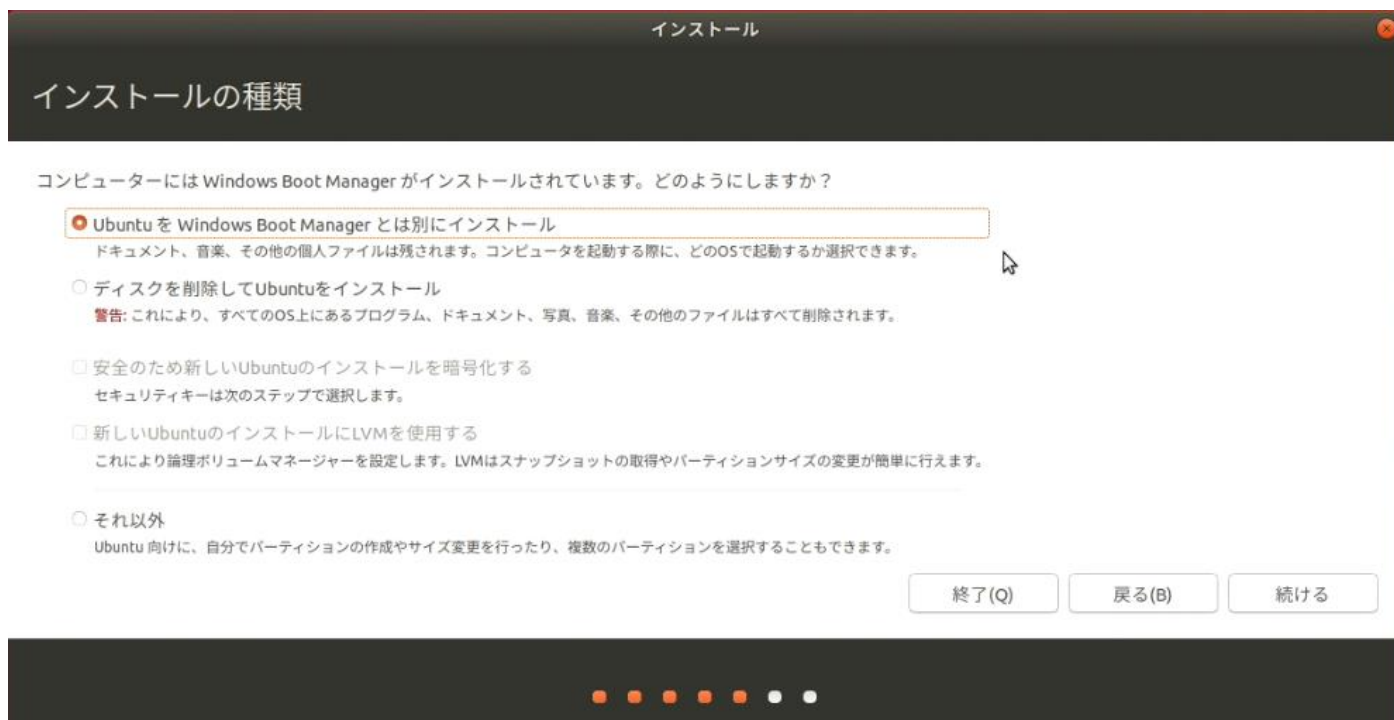 インストール
インストールの種類
コンピューターには Windows Boot Manager がインストールされています。どのようにしますか？
Ubuntu を Windows Boot Manager とは別にインストール
ドキュメント、音楽、その他の個人ファイルは残されます。コンピュータを起動する際に、どのOSで起動するか選択できます。
ディスクを削除してUbuntuをインストール
警告: これにより、すべてのOS上にあるプログラム、ドキュメント、写真、音楽、その他のファイルはすべて削除されます。
安全のため新しいUbuntuのインストールを暗号化する
セキュリティキーは次のステップで選択します。
新しいUbuntuのインストールにLVMを使用する
これにより論理ボリュームマネージャーを設定します。LVMはスナップショットの取得やパーティションサイズの変更が簡単に行えます。
それ以外
Ubuntu 向けに、自分でパーティションの作成やサイズ変更を行ったり、複数のパーティションを選択することもできます。
終了(Q) 戻る(B) 続ける